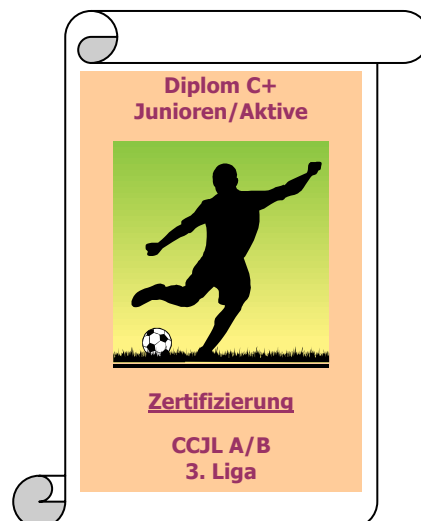 Diplom C+
Junioren/Aktive
Zertifizierung
CCJL A/B
3. Liga